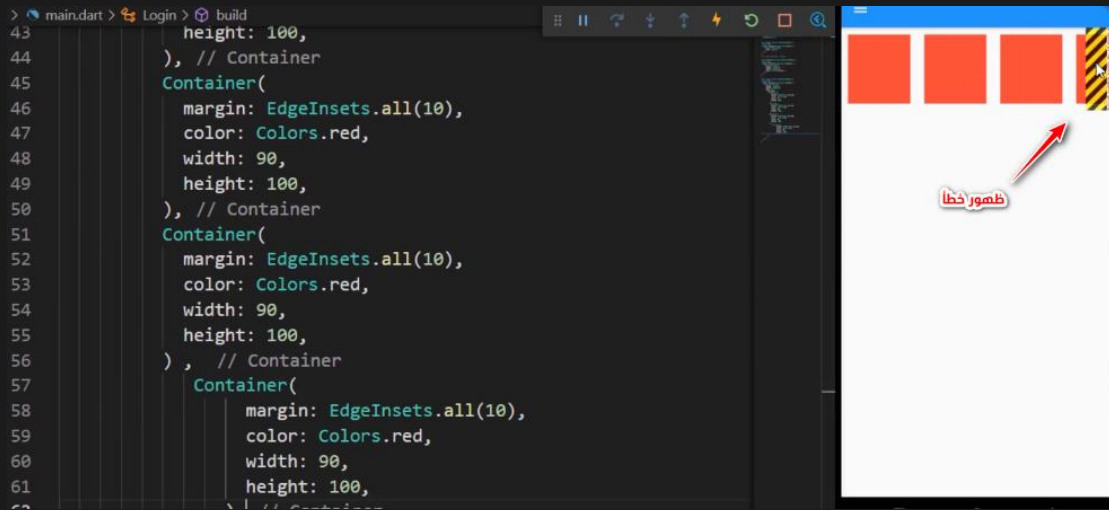 > main.dart > Login > build
43 height: 100,
44 ), // Container
45 Container(
46 margin: EdgeInsets.all(10),
47 color: Colors.red,
48 width: 90,
49 height: 100,
50 ), // Container
51 Container(
52 margin: EdgeInsets.all(10),
53 color: Colors.red,
54 width: 90,
55 height: 100,
56 ) , // Container
57 Container(
58 margin: EdgeInsets.all(10),
59 color: Colors.red,
60 width: 90,
61 height: 100,
ظهور خطأ